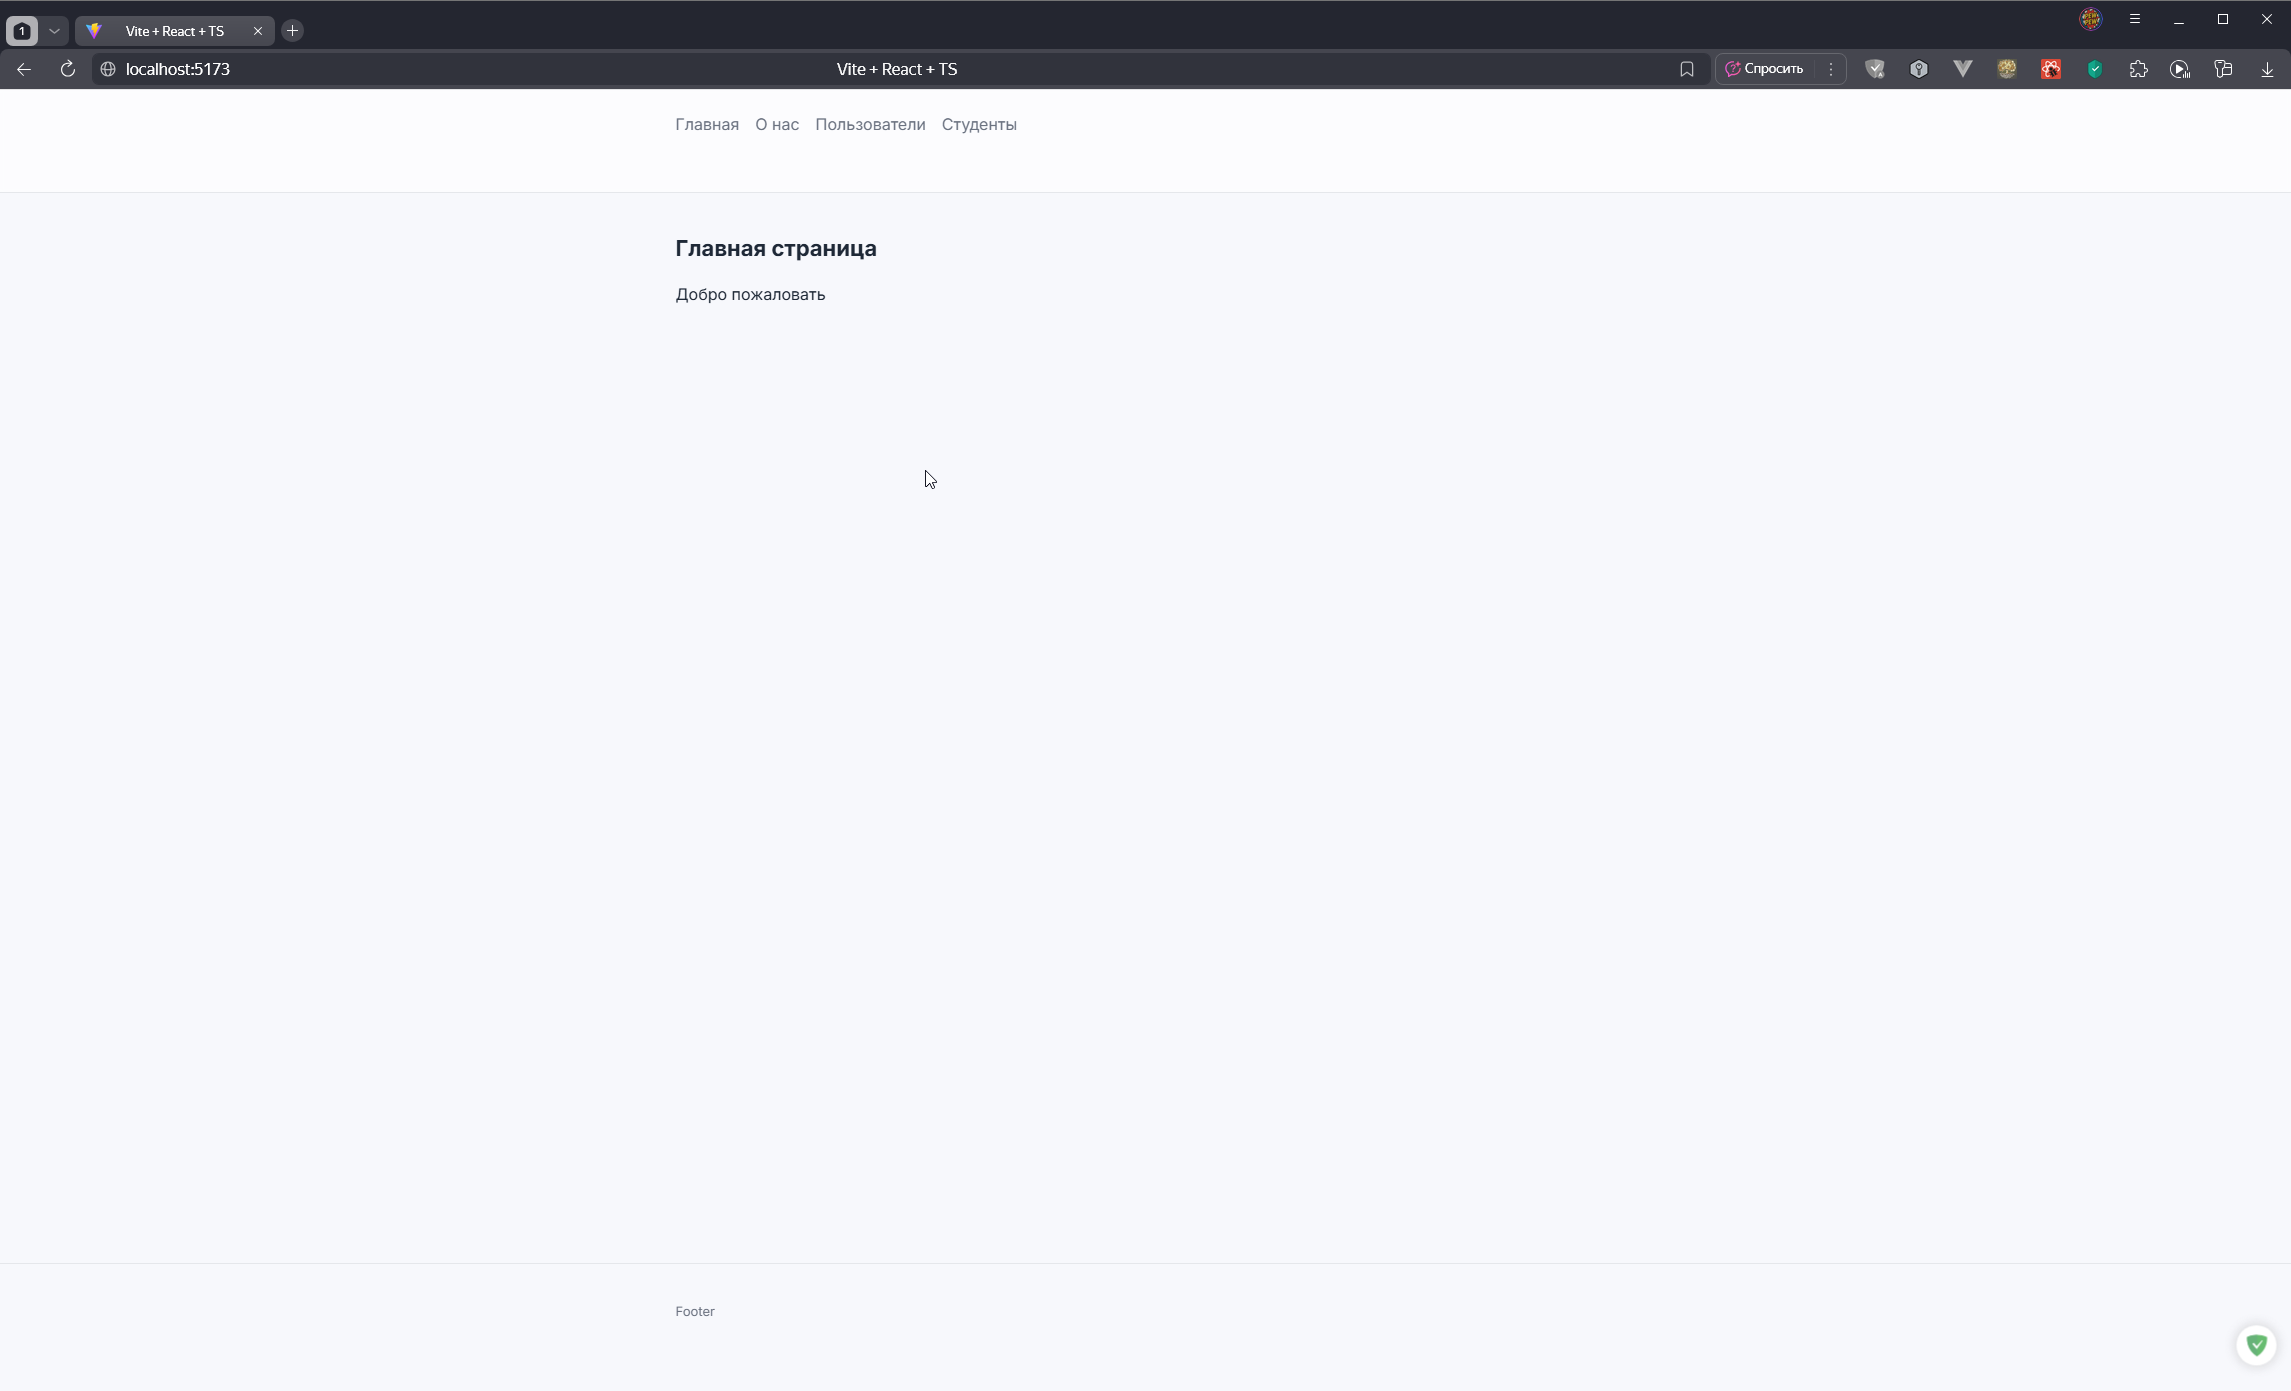 1
Vite + React + TS
localhost:5173
Vite + React + TS
Спросить
Главная О нас Пользователи Студенты
Главная страница
Добро пожаловать
Footer